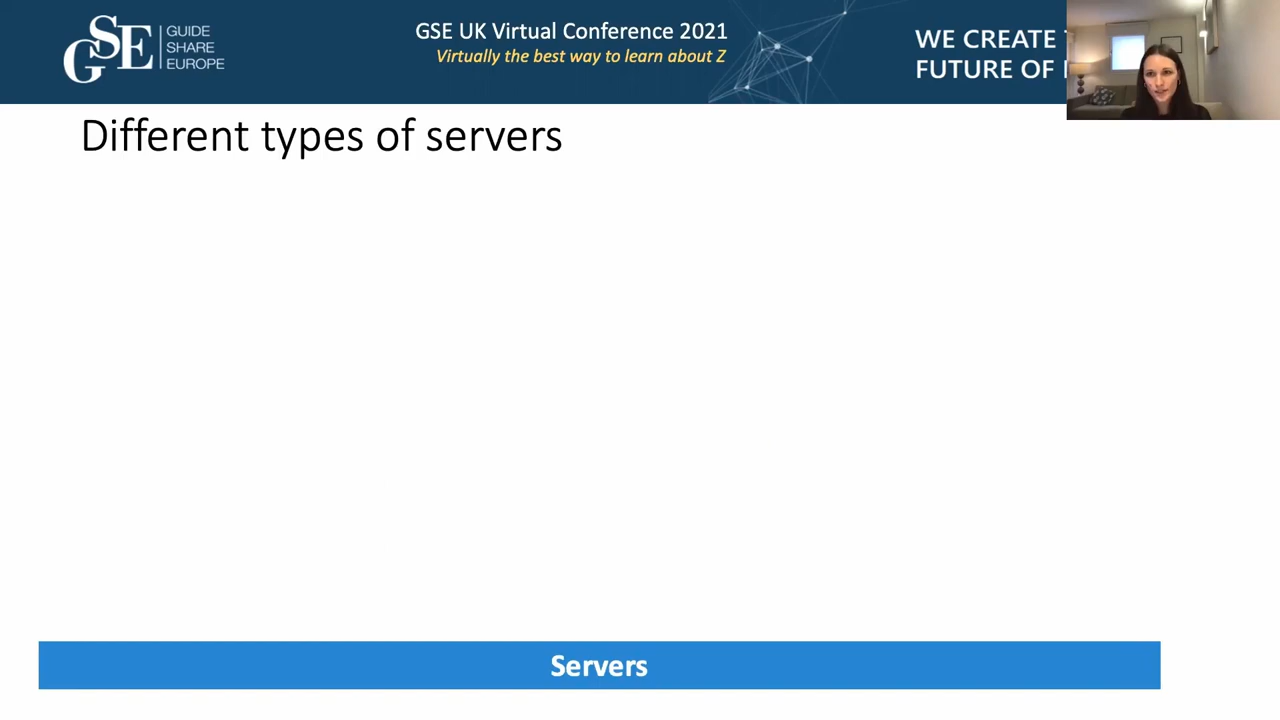 GSE
GUIDE
SHARE
EUROPE
GSE UK Virtual Conference 2021
Virtually the best way to learn about Z
WE CREATE
FUTURE OF
Different types of servers
Servers